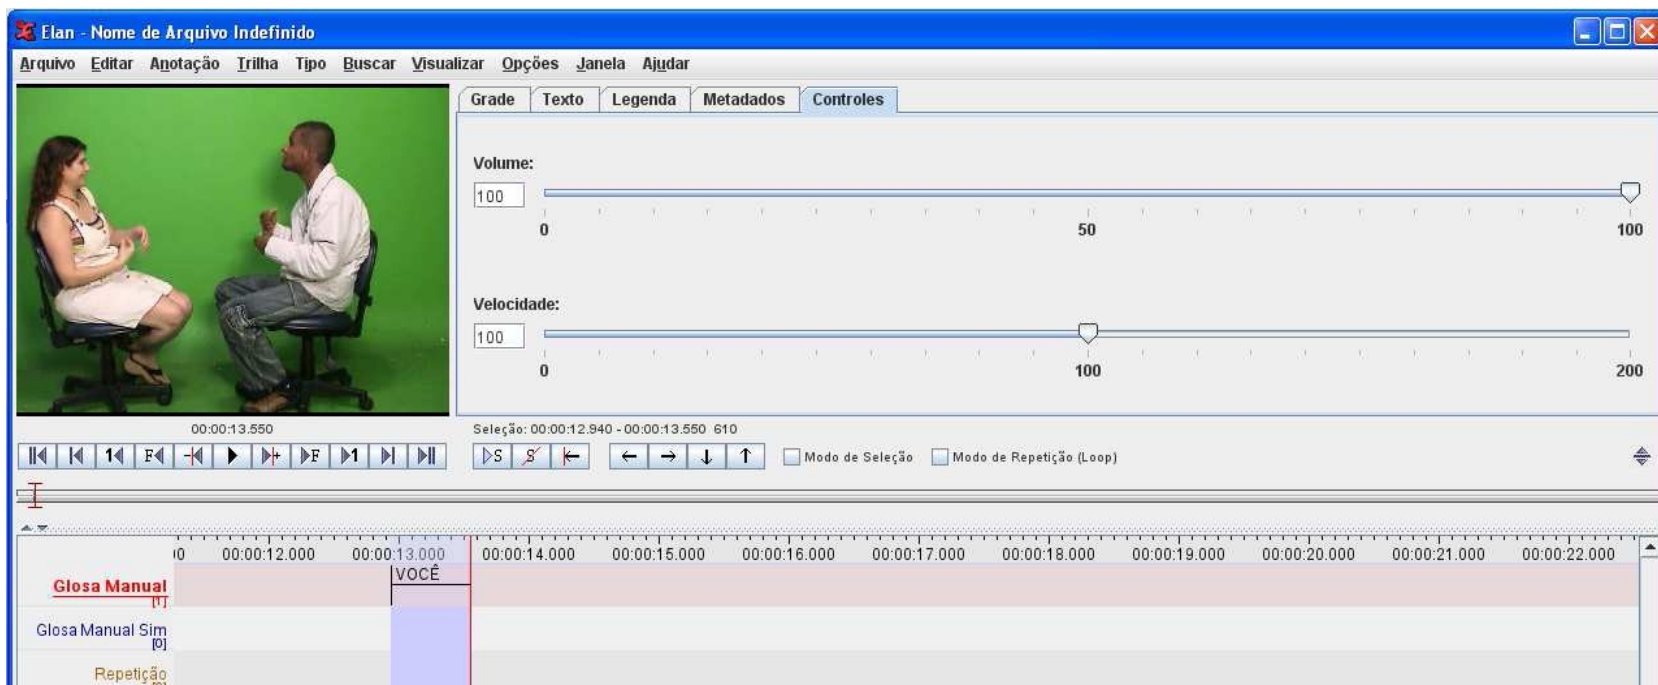 Elan - Nome de Arquivo Indefinido
Arquivo Editar Anotação Trilha Tipo Buscar Visualizar Opções Janela Ajudar
Grade Texto Legenda Metadados Controles
Volume:
100
0 50 100
Velocidade:
100
0 100 200
00:00:13.550
Seleção: 00:00:12.940 - 00:00:13.550 610
1 F - + F 1 S S Modo de Seleção Modo de Repetição (Loop)
00:00:12.000 00:00:13.000 00:00:14.000 00:00:15.000 00:00:16.000 00:00:17.000 00:00:18.000 00:00:19.000 00:00:20.000 00:00:21.000 00:00:22.000
VOCÊ
Glosa Manual
[1]
Glosa Manual Sim
[0]
Repetição